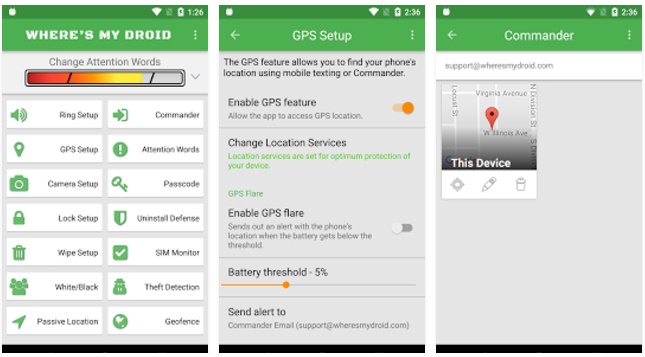 1:26
WHERE'S MY DROID
Change Attention Words
Ring Setup
Commander
GPS Setup
Attention Words
Camera Setup
Passcode
Lock Setup
Uninstall Defense
Wipe Setup
SIM Monitor
White/Black
Theft Detection
Passive Location
Geofence
2:36
GPS Setup
The GPS feature allows you to find your phone's
location using mobile texting or Commander.
Enable GPS feature
Allow the app to access GPS location.
Change Location Services
Location services are set for optimum protection of
your device.
GPS Flare
Enable GPS flare
Sends out an alert with the phone's
location when the battery gets below the
threshold.
Battery threshold - 5%
Send alert to
Commander Email (support@wheresmydroid.com)
2:36
Commander
support@wheresmydroid.com
Locust St
Virginia Avenue
N Division St
W Illinois Ave
This Device